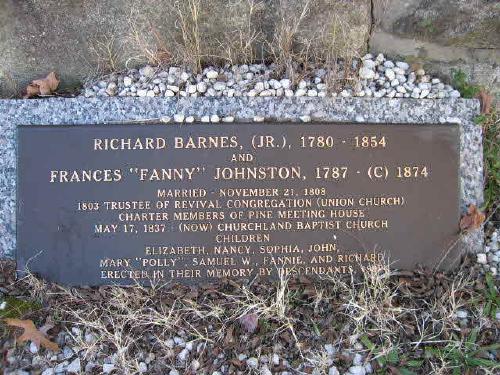 RICHARD BARNES, (JR.), 1780 - 1854
AND
FRANCES "FANNY" JOHNSTON, 1787 - (C) 1874
MARRIED - NOVEMBER 21, 1808
1803 TRUSTEE OF REVIVAL CONGREGATION (UNION CHURCH)
CHARTER MEMBERS OF PINE MEETING HOUSE
MAY 17, 1837 - (NOW) CHURCHLAND BAPTIST CHURCH
CHILDREN
ELIZABETH, NANCY, SOPHIA, JOHN,
MARY "POLLY", SAMUEL W., FANNIE, AND RICHARD
ERECTED IN THEIR MEMORY BY DESCENDANTS,